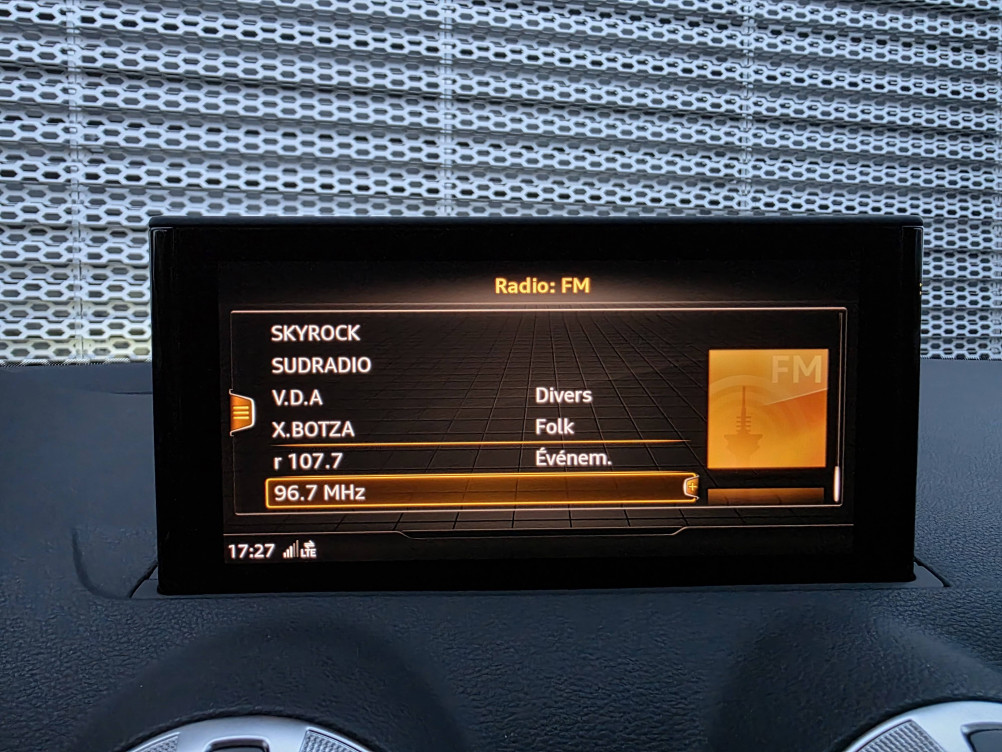 Radio: FM
SKYROCK
SUDRADIO
V.D.A Divers
X.BOTZA Folk
r 107.7 Événem.
96.7 MHz
FM
17:27 LTE